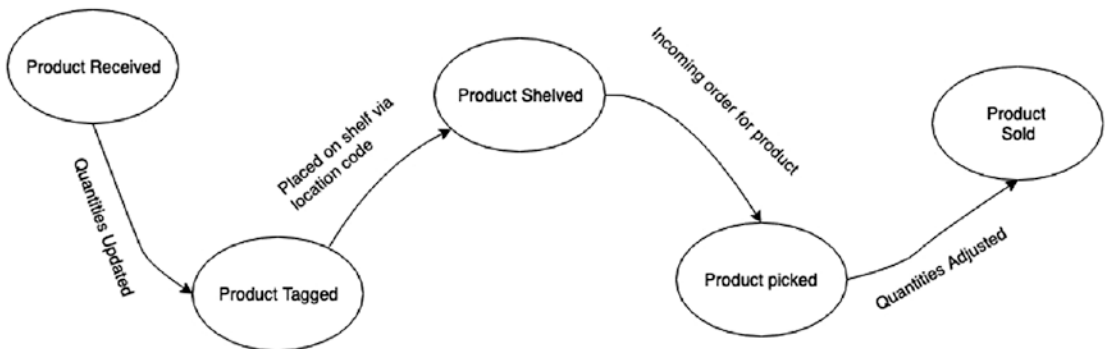 Product Received
Quantities Updated
Product Tagged
Placed on shelf via
location code
Product Shelved
Incoming order for product
Product picked
Quantities Adjusted
Product
Sold